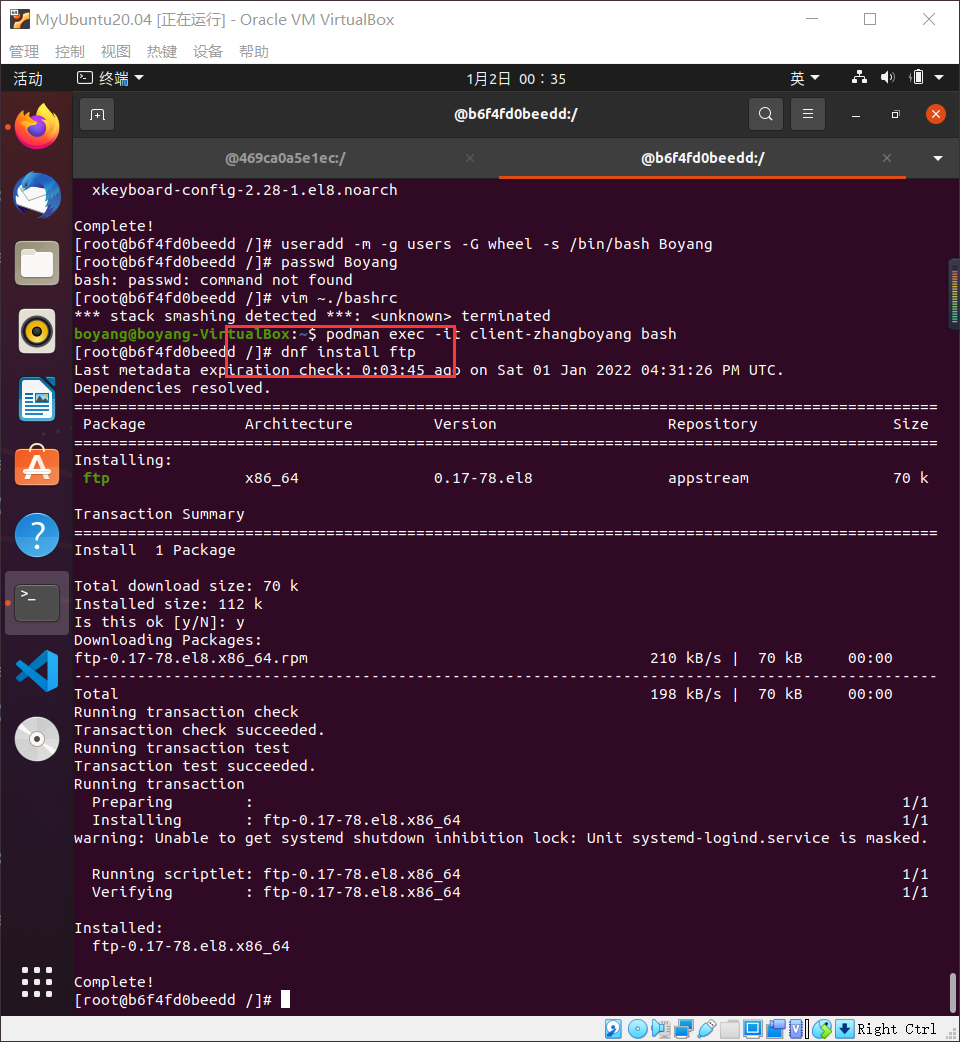 MyUbuntu20.04 [正在运行] - Oracle VM VirtualBox
管理 控制 视图 热键 设备 帮助
活动 终端 1月2日 00：35 英
@b6f4fd0beedd:/
@469ca0a5e1ec:/ @b6f4fd0beedd:/
xkeyboard-config-2.28-1.el8.noarch
Complete!
[root@b6f4fd0beedd /]# useradd -m -g users -G wheel -s /bin/bash Boyang
[root@b6f4fd0beedd /]# passwd Boyang
bash: passwd: command not found
[root@b6f4fd0beedd /]# vim ~./bashrc
*** stack smashing detected ***: <unknown> terminated
boyang@boyang-VirtualBox:~$ podman exec -it client-zhangboyang bash
[root@b6f4fd0beedd /]# dnf install ftp
Last metadata expiration check: 0:03:45 ago on Sat 01 Jan 2022 04:31:26 PM UTC.
Dependencies resolved.
================================================================================================
Package Architecture Version Repository Size
================================================================================================
Installing:
ftp x86_64 0.17-78.el8 appstream 70 k
Transaction Summary
================================================================================================
Install 1 Package
Total download size: 70 k
Installed size: 112 k
Is this ok [y/N]: y
Downloading Packages:
ftp-0.17-78.el8.x86_64.rpm 210 kB/s | 70 kB 00:00
------------------------------------------------------------------------------------------------
Total 198 kB/s | 70 kB 00:00
Running transaction check
Transaction check succeeded.
Running transaction test
Transaction test succeeded.
Running transaction
Preparing : 1/1
Installing : ftp-0.17-78.el8.x86_64 1/1
warning: Unable to get systemd shutdown inhibition lock: Unit systemd-logind.service is masked.
Running scriptlet: ftp-0.17-78.el8.x86_64 1/1
Verifying : ftp-0.17-78.el8.x86_64 1/1
Installed:
ftp-0.17-78.el8.x86_64
Complete!
[root@b6f4fd0beedd /]#
Right Ctrl